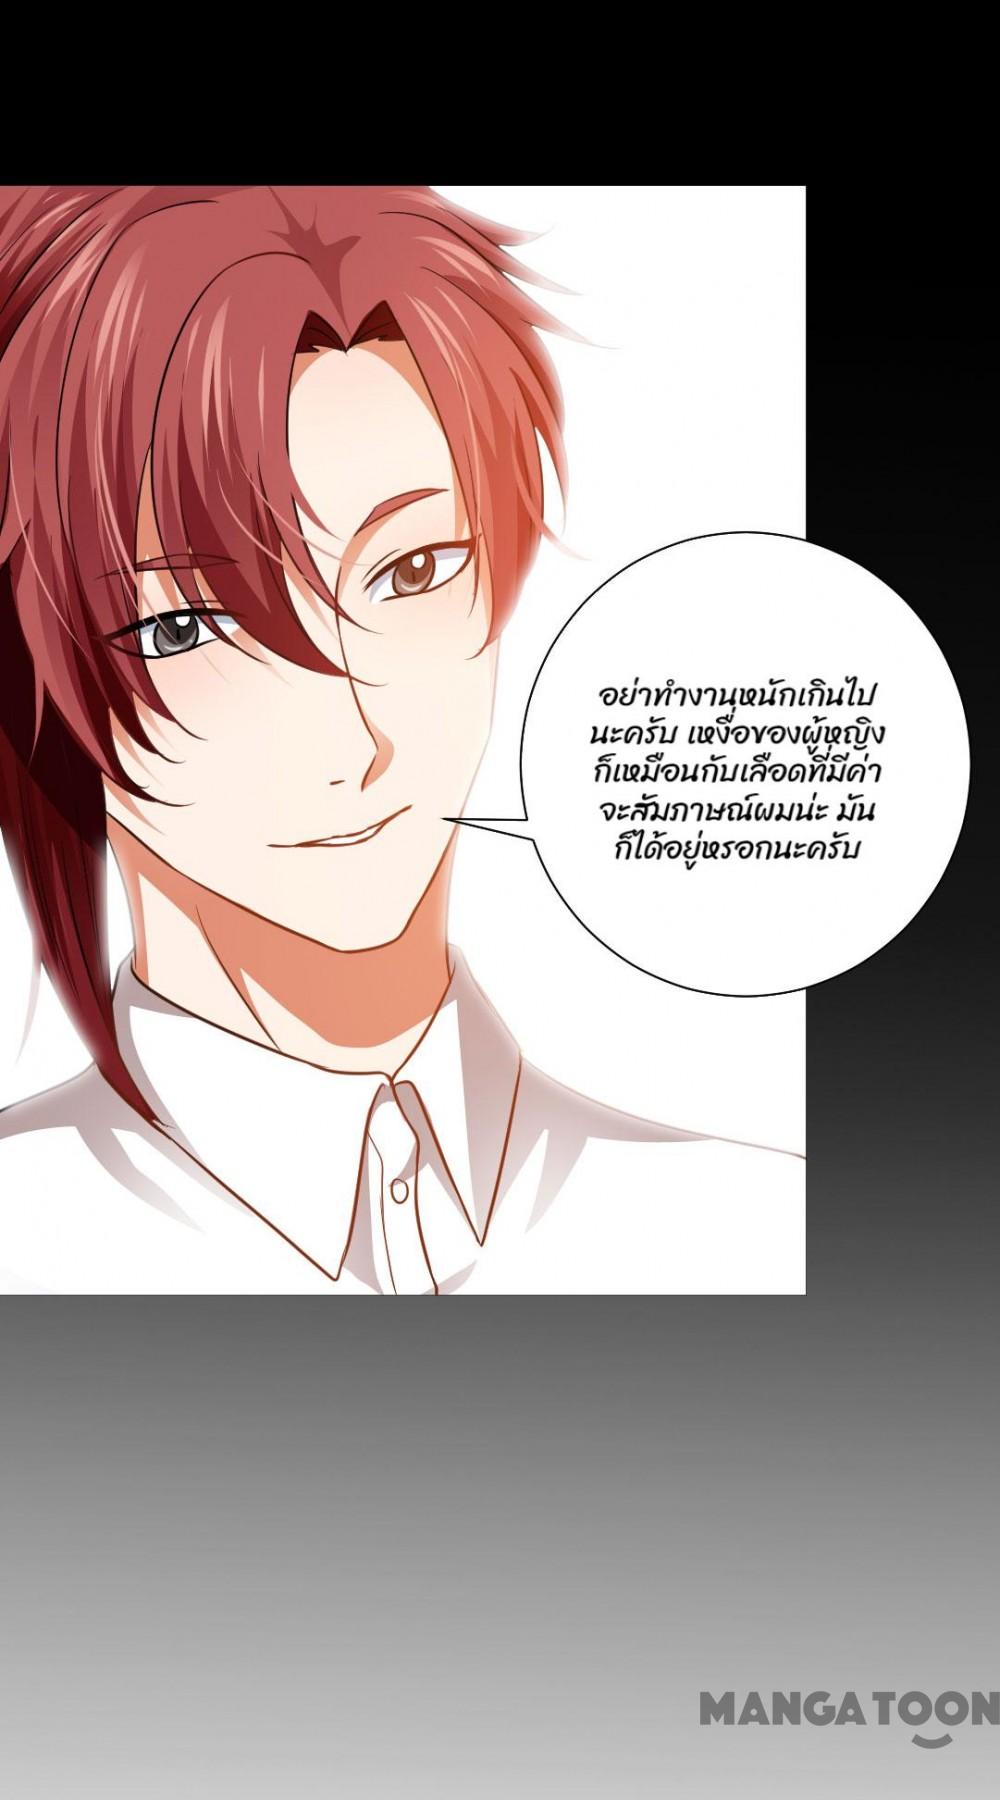 อย่าทำงานหนักเกินไป
นะครับ เหงื่อของผู้หญิง
ก็เหมือนกับเลือดที่มีค่า
จะสัมภาษณ์ผมน่ะ มัน
ก็ได้อยู่หรอกนะครับ
MANGATOON